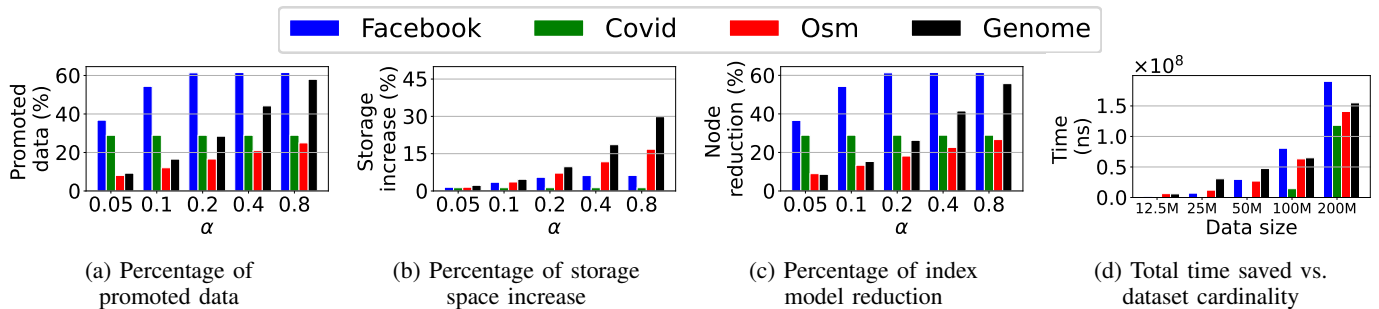 Facebook Covid Osm Genome
Promoted
data (%)
60
40
20
0
0.05 0.1 0.2 0.4 0.8
α
(a) Percentage of
promoted data
Storage
increase (%)
45
30
15
0
0.05 0.1 0.2 0.4 0.8
α
(b) Percentage of storage
space increase
Node
reduction (%)
60
40
20
0
0.05 0.1 0.2 0.4 0.8
α
(c) Percentage of index
model reduction
×10⁸
Time
(ns)
1.5
1.0
0.5
0.0
12.5M 25M 50M 100M 200M
Data size
(d) Total time saved vs.
dataset cardinality